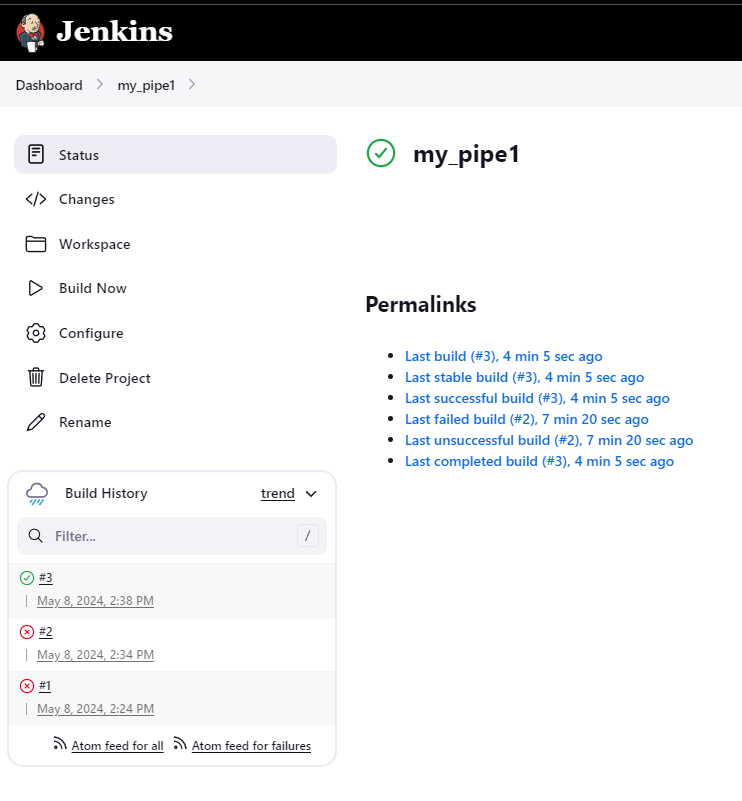 Jenkins
Dashboard > my_pipe1 >
Status
Changes
Workspace
Build Now
Configure
Delete Project
Rename
my_pipe1
Permalinks
Last build (#3), 4 min 5 sec ago
Last stable build (#3), 4 min 5 sec ago
Last successful build (#3), 4 min 5 sec ago
Last failed build (#2), 7 min 20 sec ago
Last unsuccessful build (#2), 7 min 20 sec ago
Last completed build (#3), 4 min 5 sec ago
Build History trend
Filter... /
#3
May 8, 2024, 2:38 PM
#2
May 8, 2024, 2:34 PM
#1
May 8, 2024, 2:24 PM
Atom feed for all Atom feed for failures